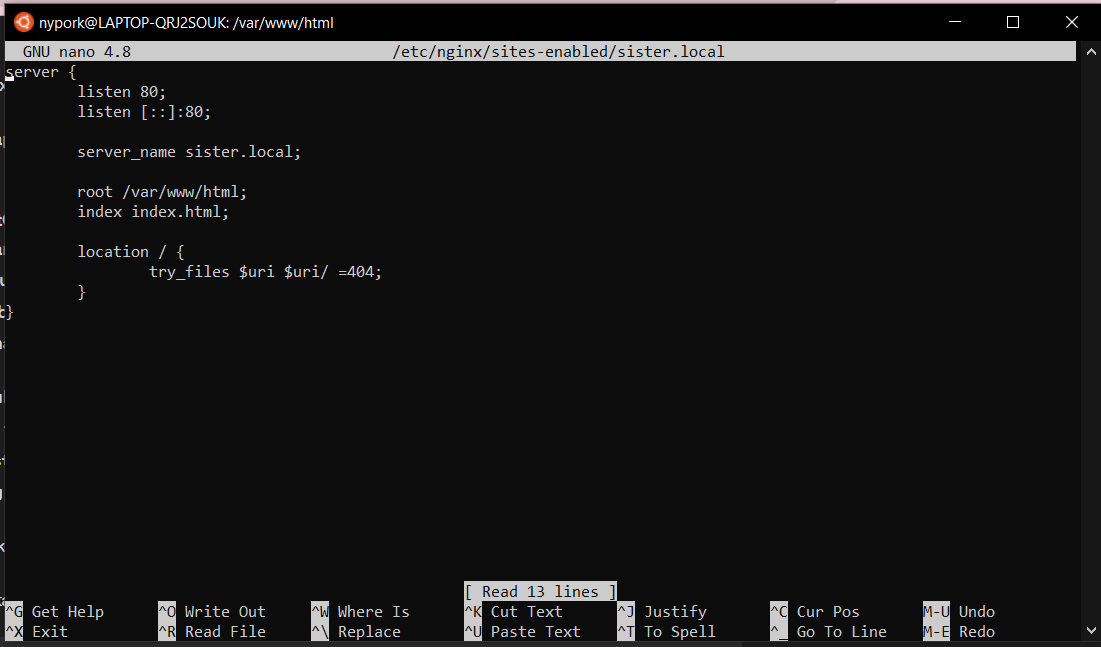 nypork@LAPTOP-QRJ2SOUK: /var/www/html
GNU nano 4.8 /etc/nginx/sites-enabled/sister.local
server {
listen 80;
listen [::]:80;
server_name sister.local;
root /var/www/html;
index index.html;
location / {
try_files $uri $uri/ =404;
}
}
[ Read 13 lines ]
^G Get Help ^O Write Out ^W Where Is ^K Cut Text ^J Justify ^C Cur Pos M-U Undo
^X Exit ^R Read File ^\ Replace ^U Paste Text ^T To Spell ^_ Go To Line M-E Redo